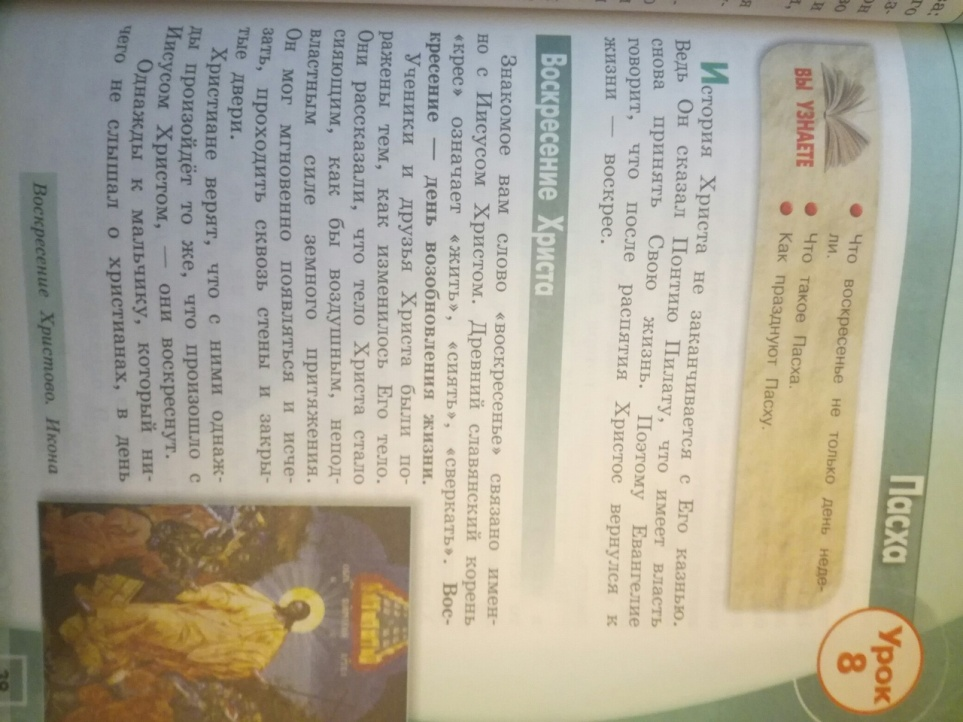 Пасха
Урок
8
ВЫ УЗНАЕТЕ
● Что воскресенье не только день неде-
ли.
● Что такое Пасха.
● Как празднуют Пасху.
История Христа не заканчивается с Его казнью.
Ведь Он сказал Понтию Пилату, что имеет власть
снова принять Свою жизнь. Поэтому Евангелие
говорит, что после распятия Христос вернулся к
жизни — воскрес.
Воскресение Христа
Знакомое вам слово «воскресенье» связано имен-
но с Иисусом Христом. Древний славянский корень
«крес» означает «жить», «сиять», «сверкать». Вос-
кресение — день возобновления жизни.
Ученики и друзья Христа были по-
ражены тем, как изменилось Его тело.
Они рассказали, что тело Христа стало
сияющим, как бы воздушным, непод-
властным силе земного притяжения.
Он мог мгновенно появляться и исче-
зать, проходить сквозь стены и закры-
тые двери.
Христиане верят, что с ними однаж-
ды произойдёт то же, что произошло с
Иисусом Христом, — они воскреснут.
Однажды к мальчику, который ни-
чего не слышал о христианах, в день
Воскресение Христово. Икона